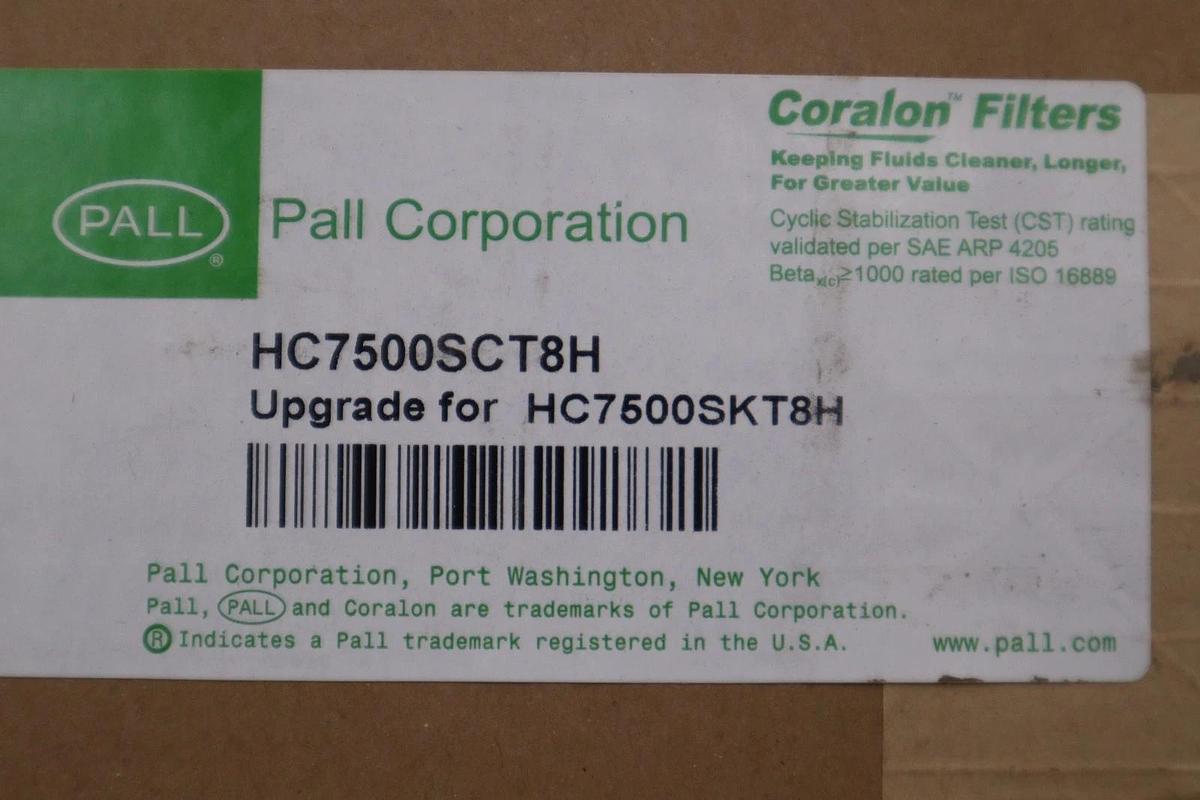 PALL
®
Pall Corporation
Coralon™ Filters
Keeping Fluids Cleaner, Longer,
For Greater Value
Cyclic Stabilization Test (CST) rating
validated per SAE ARP 4205
Betax(c)≥1000 rated per ISO 16889
HC7500SCT8H
Upgrade for HC7500SKT8H
Pall Corporation, Port Washington, New York
Pall, PALL and Coralon are trademarks of Pall Corporation.
® Indicates a Pall trademark registered in the U.S.A.
www.pall.com